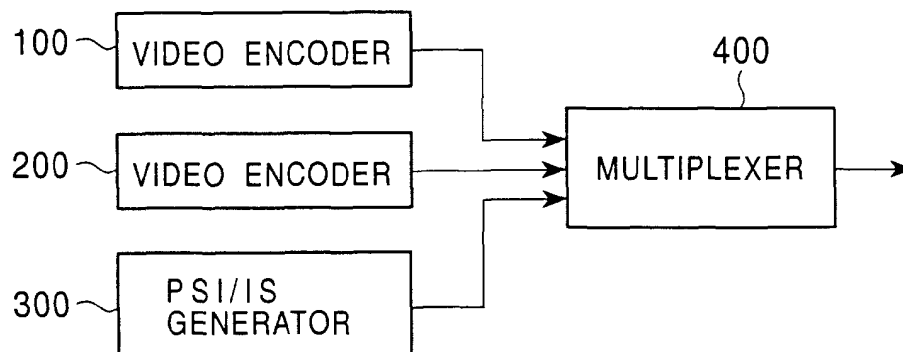 100
VIDEO ENCODER
400
200
VIDEO ENCODER
MULTIPLEXER
300
PSI/IS
GENERATOR